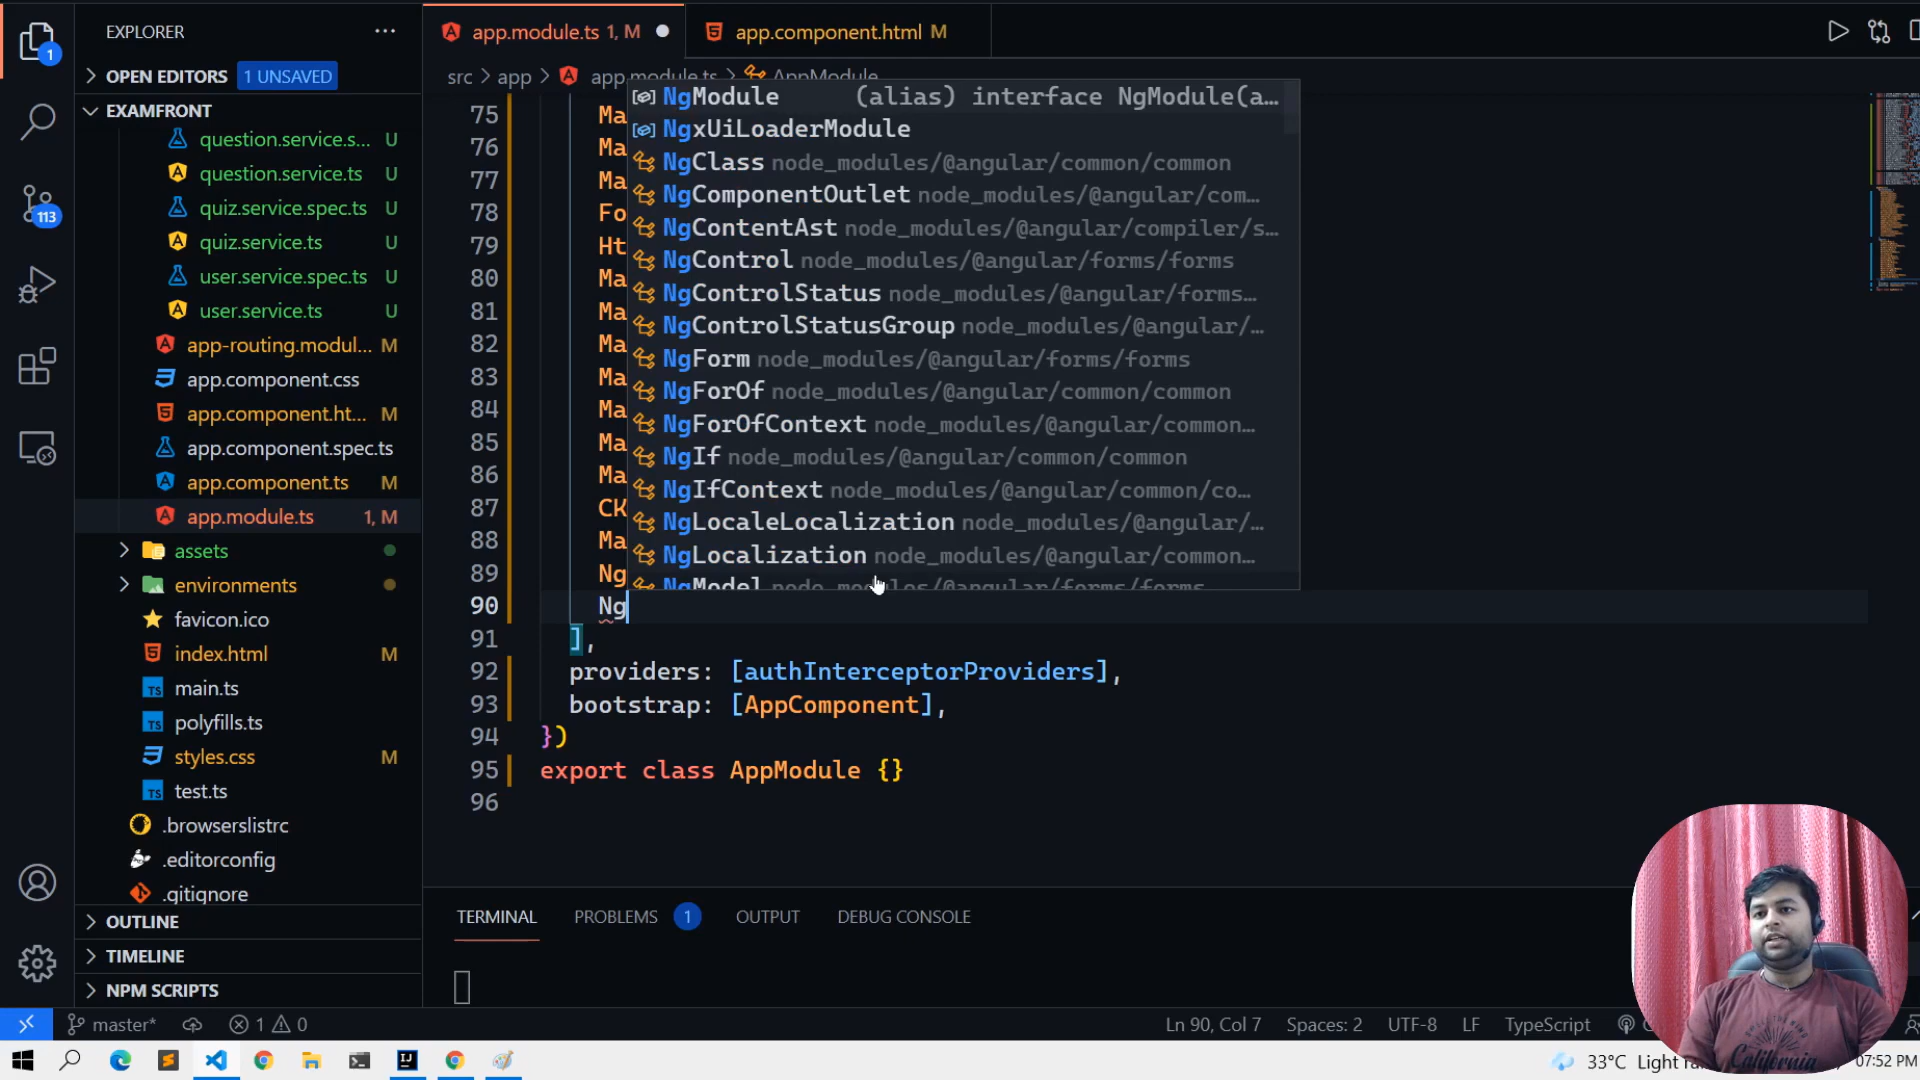 EXPLORER
OPEN EDITORS 1 UNSAVED
EXAMFRONT
question.service.s... U
question.service.ts U
quiz.service.spec.ts U
quiz.service.ts U
user.service.spec.ts U
user.service.ts U
app-routing.modul... M
app.component.css
app.component.ht... M
app.component.spec.ts
app.component.ts M
app.module.ts 1, M
assets
environments
favicon.ico
index.html M
main.ts
polyfills.ts
styles.css M
test.ts
.browserslistrc
.editorconfig
.gitignore
OUTLINE
TIMELINE
NPM SCRIPTS
1
113
app.module.ts 1, M
app.component.html M
src > app > app.module.ts > AppModule
75 Ma
76 Ma
77 Ma
78 Fo
79 Ht
80 Ma
81 Ma
82 Ma
83 Ma
84 Ma
85 Ma
86 Ma
87 CK
88 Ma
89 Ng
90 Ng
91 ],
92 providers: [authInterceptorProviders],
93 bootstrap: [AppComponent],
94 })
95 export class AppModule {}
96
NgModule (alias) interface NgModule(a...
NgxUiLoaderModule
NgClass node_modules/@angular/common/common
NgComponentOutlet node_modules/@angular/com...
NgContentAst node_modules/@angular/compiler/s...
NgControl node_modules/@angular/forms/forms
NgControlStatus node_modules/@angular/forms...
NgControlStatusGroup node_modules/@angular/...
NgForm node_modules/@angular/forms/forms
NgForOf node_modules/@angular/common/common
NgForOfContext node_modules/@angular/common...
NgIf node_modules/@angular/common/common
NgIfContext node_modules/@angular/common/co...
NgLocaleLocalization node_modules/@angular/...
NgLocalization node_modules/@angular/common...
NgModel node_modules/@angular/forms/forms
TERMINAL PROBLEMS 1 OUTPUT DEBUG CONSOLE
master* 1 0
Ln 90, Col 7 Spaces: 2 UTF-8 LF TypeScript
California
33°C Light 07:52 PM